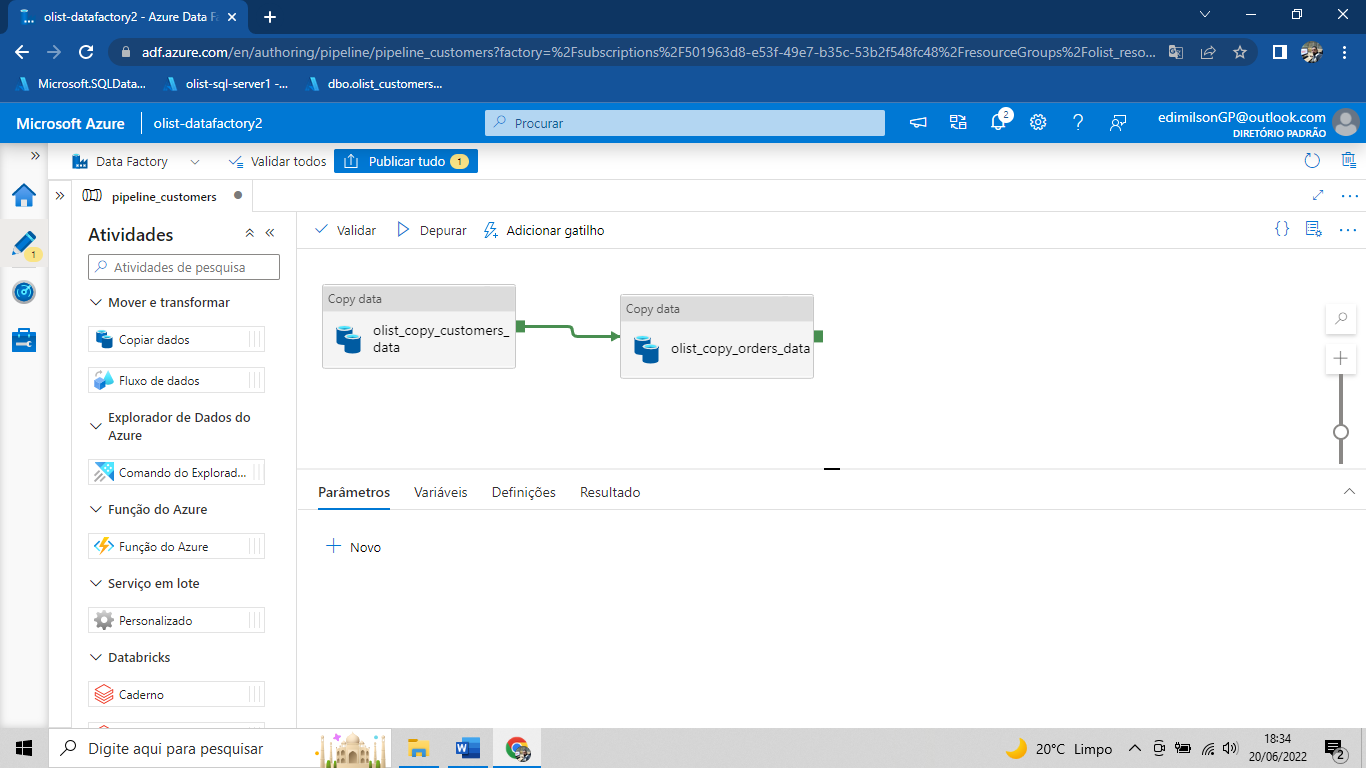 olist-datafactory2 - Azure Data Fa
adf.azure.com/en/authoring/pipeline/pipeline_customers?factory=%2Fsubscriptions%2F501963d8-e53f-49e7-b35c-53b2f548fc48%2FresourceGroups%2Folist_reso...
Microsoft.SQLData...
olist-sql-server1 -...
dbo.olist_customers...
Microsoft Azure
olist-datafactory2
Procurar
2
edimilsonGP@outlook.com
DIRETÓRIO PADRÃO
Data Factory
Validar todos
Publicar tudo
1
pipeline_customers
1
Atividades
Atividades de pesquisa
Mover e transformar
Copiar dados
Fluxo de dados
Explorador de Dados do
Azure
Comando do Explorad...
Função do Azure
Função do Azure
Serviço em lote
Personalizado
Databricks
Caderno
Validar
Depurar
Adicionar gatilho
Copy data
olist_copy_customers_
data
Copy data
olist_copy_orders_data
Parâmetros
Variáveis
Definições
Resultado
Novo
Digite aqui para pesquisar
20°C Limpo
18:34
20/06/2022
2